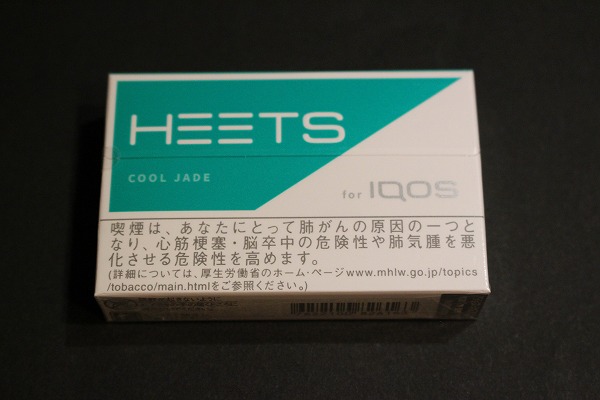 HEETS
COOL JADE
for IQOS
喫煙は、あなたにとって肺がんの原因の一つと
なり、心筋梗塞・脳卒中の危険性や肺気腫を悪
化させる危険性を高めます。
(詳細については、厚生労働省のホーム・ページwww.mhlw.go.jp/topics
/tobacco/main.htmlをご参照ください。)